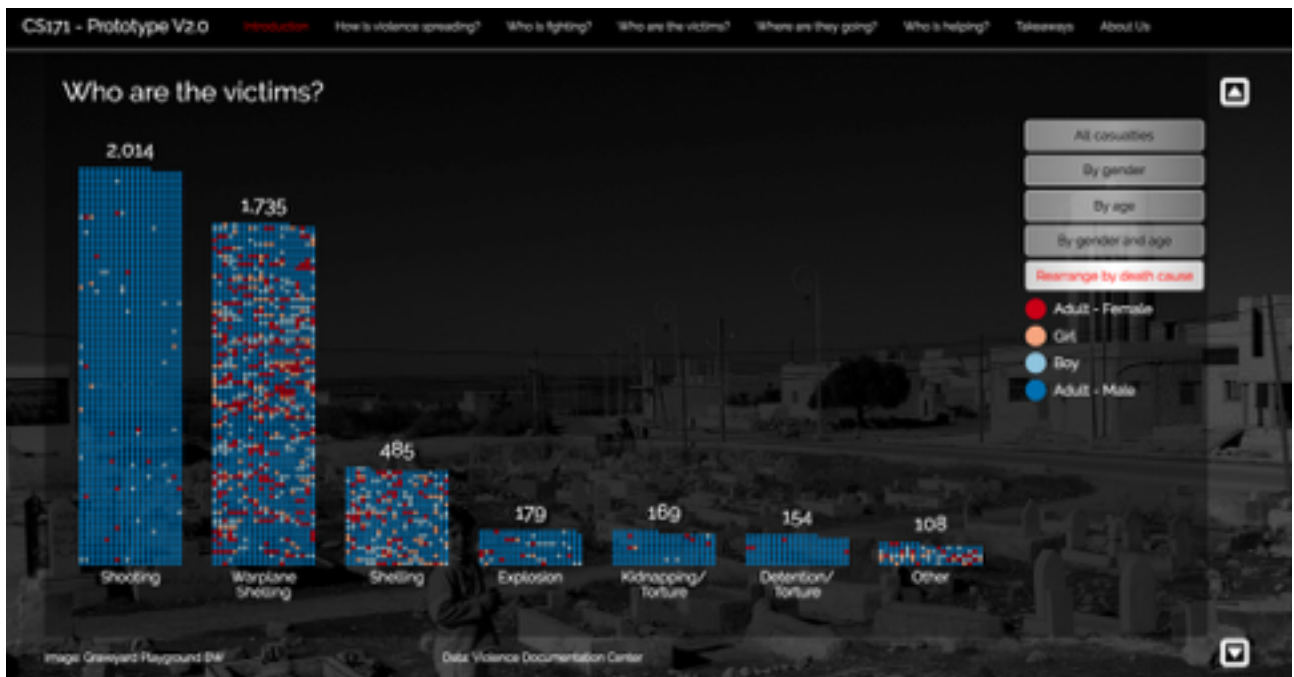 CS171 - Prototype V2.0 Introduction How is violence spreading? Who is fighting? Who are the victims? Where are they going? Who is helping? Takeaways About Us
Who are the victims?
All casualties
By gender
By age
By gender and age
Rearrange by death cause
Adult - Female
Girl
Boy
Adult - Male
2,014
1,735
485
179
169
154
108
Shooting
Warplane
Shelling
Shelling
Explosion
Kidnapping/
Torture
Detention/
Torture
Other
Image: Graveyard Playground BW
Data: Violence Documentation Center